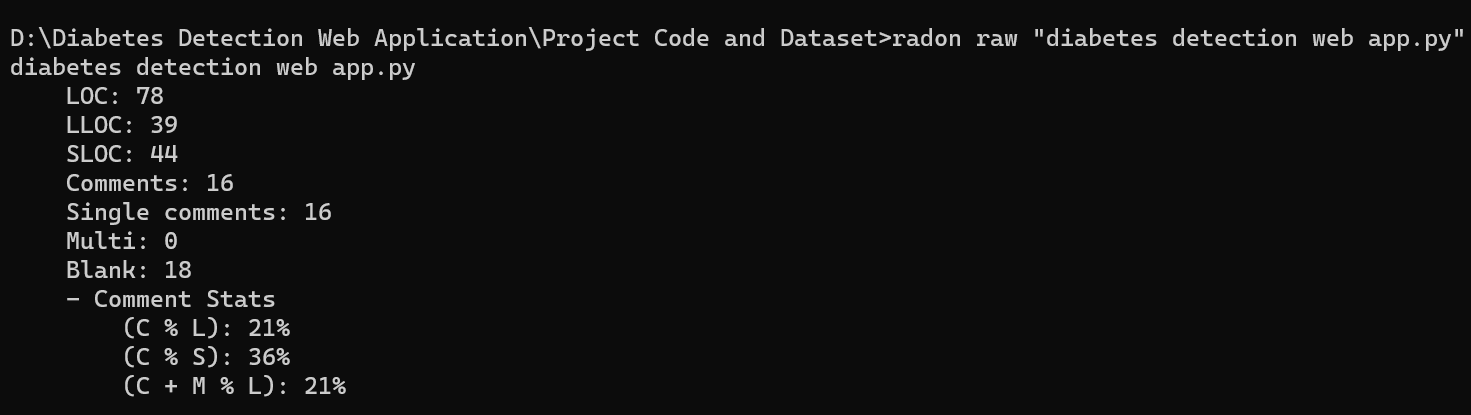 D:\Diabetes Detection Web Application\Project Code and Dataset>radon raw "diabetes detection web app.py"
diabetes detection web app.py
    LOC: 78
    LLOC: 39
    SLOC: 44
    Comments: 16
    Single comments: 16
    Multi: 0
    Blank: 18
    - Comment Stats
        (C % L): 21%
        (C % S): 36%
        (C + M % L): 21%